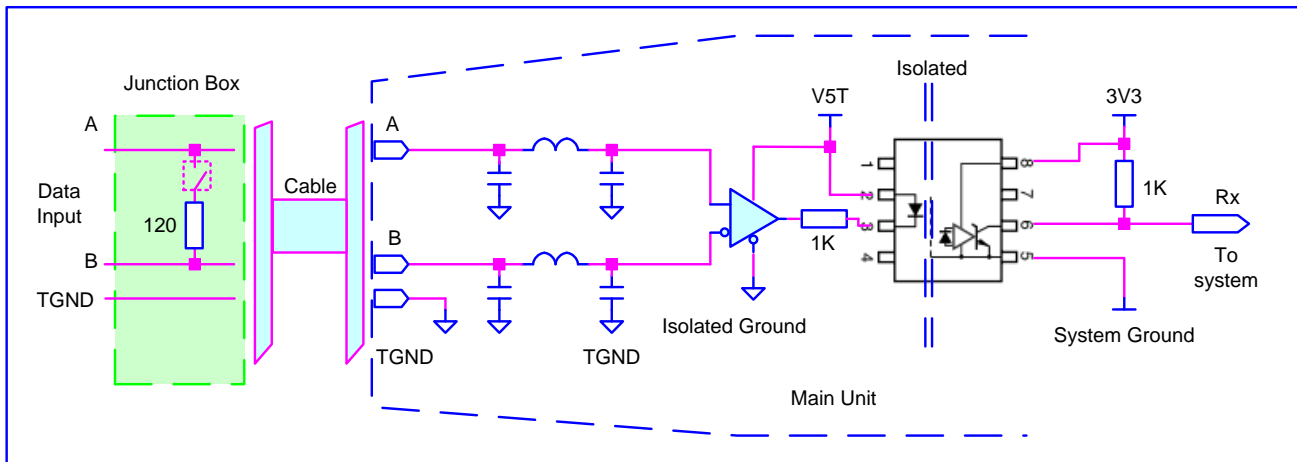 Junction Box
Isolated
V5T
3V3
A
A
Data
Input
120
Cable
B
B
TGND
TGND
TGND
1K
Isolated Ground
1
2
3
4
8
7
6
5
1K
Rx
To
system
System Ground
Main Unit